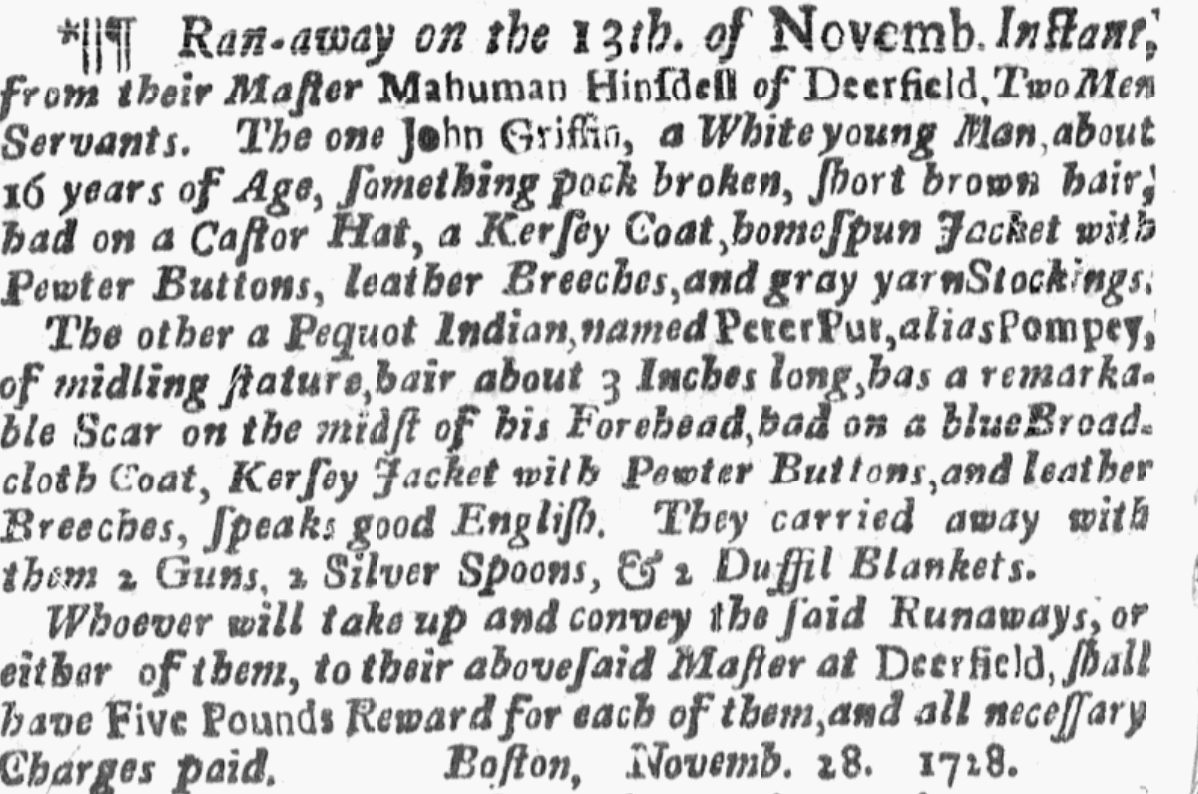 *||¶ Ran-away on the 13th. of Novemb. Inſtant,
from their Maſter Mahuman Hinſdell of Deerfield, Two Men
Servants. The one John Griffin, a White young Man, about
16 years of Age, ſomething pock broken, ſhort brown hair;
had on a Caſtor Hat, a Kerſey Coat, homeſpun Jacket with
Pewter Buttons, leather Breeches, and gray yarn Stockings.
The other a Pequot Indian, named Peter Put, alias Pompey,
of midling ſtature, hair about 3 Inches long, has a remarka-
ble Scar on the midſt of his Forehead, had on a blue Broad-
cloth Coat, Kerſey Jacket with Pewter Buttons, and leather
Breeches, ſpeaks good Engliſh. They carried away with
them 2 Guns, 2 Silver Spoons, & 2 Duffil Blankets.
Whoever will take up and convey the ſaid Runaways, or
either of them, to their aboveſaid Maſter at Deerfield, ſhall
have Five Pounds Reward for each of them, and all neceſſary
Charges paid. Boſton, Novemb. 28. 1728.